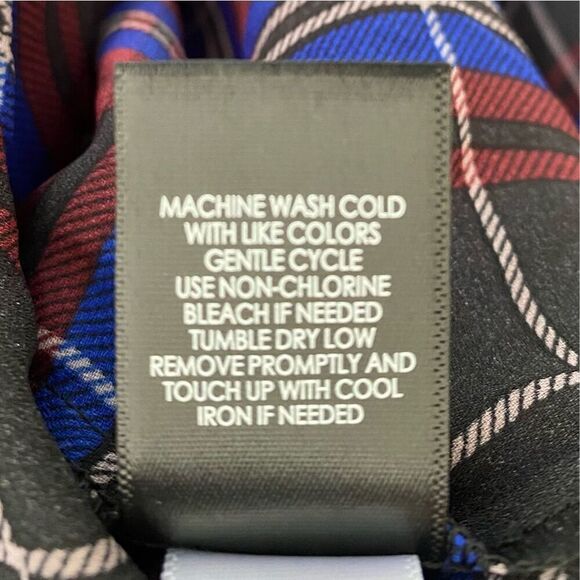 MACHINE WASH COLD
WITH LIKE COLORS
GENTLE CYCLE
USE NON-CHLORINE
BLEACH IF NEEDED
TUMBLE DRY LOW
REMOVE PROMPTLY AND
TOUCH UP WITH COOL
IRON IF NEEDED